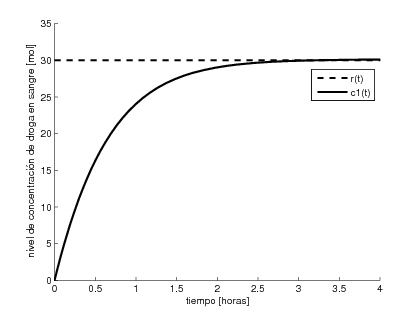 nivel de concentración de droga en sangre [mol]
35
30
25
20
15
10
5
0
r(t)
c1(t)
0 0.5 1 1.5 2 2.5 3 3.5 4
tiempo [horas]